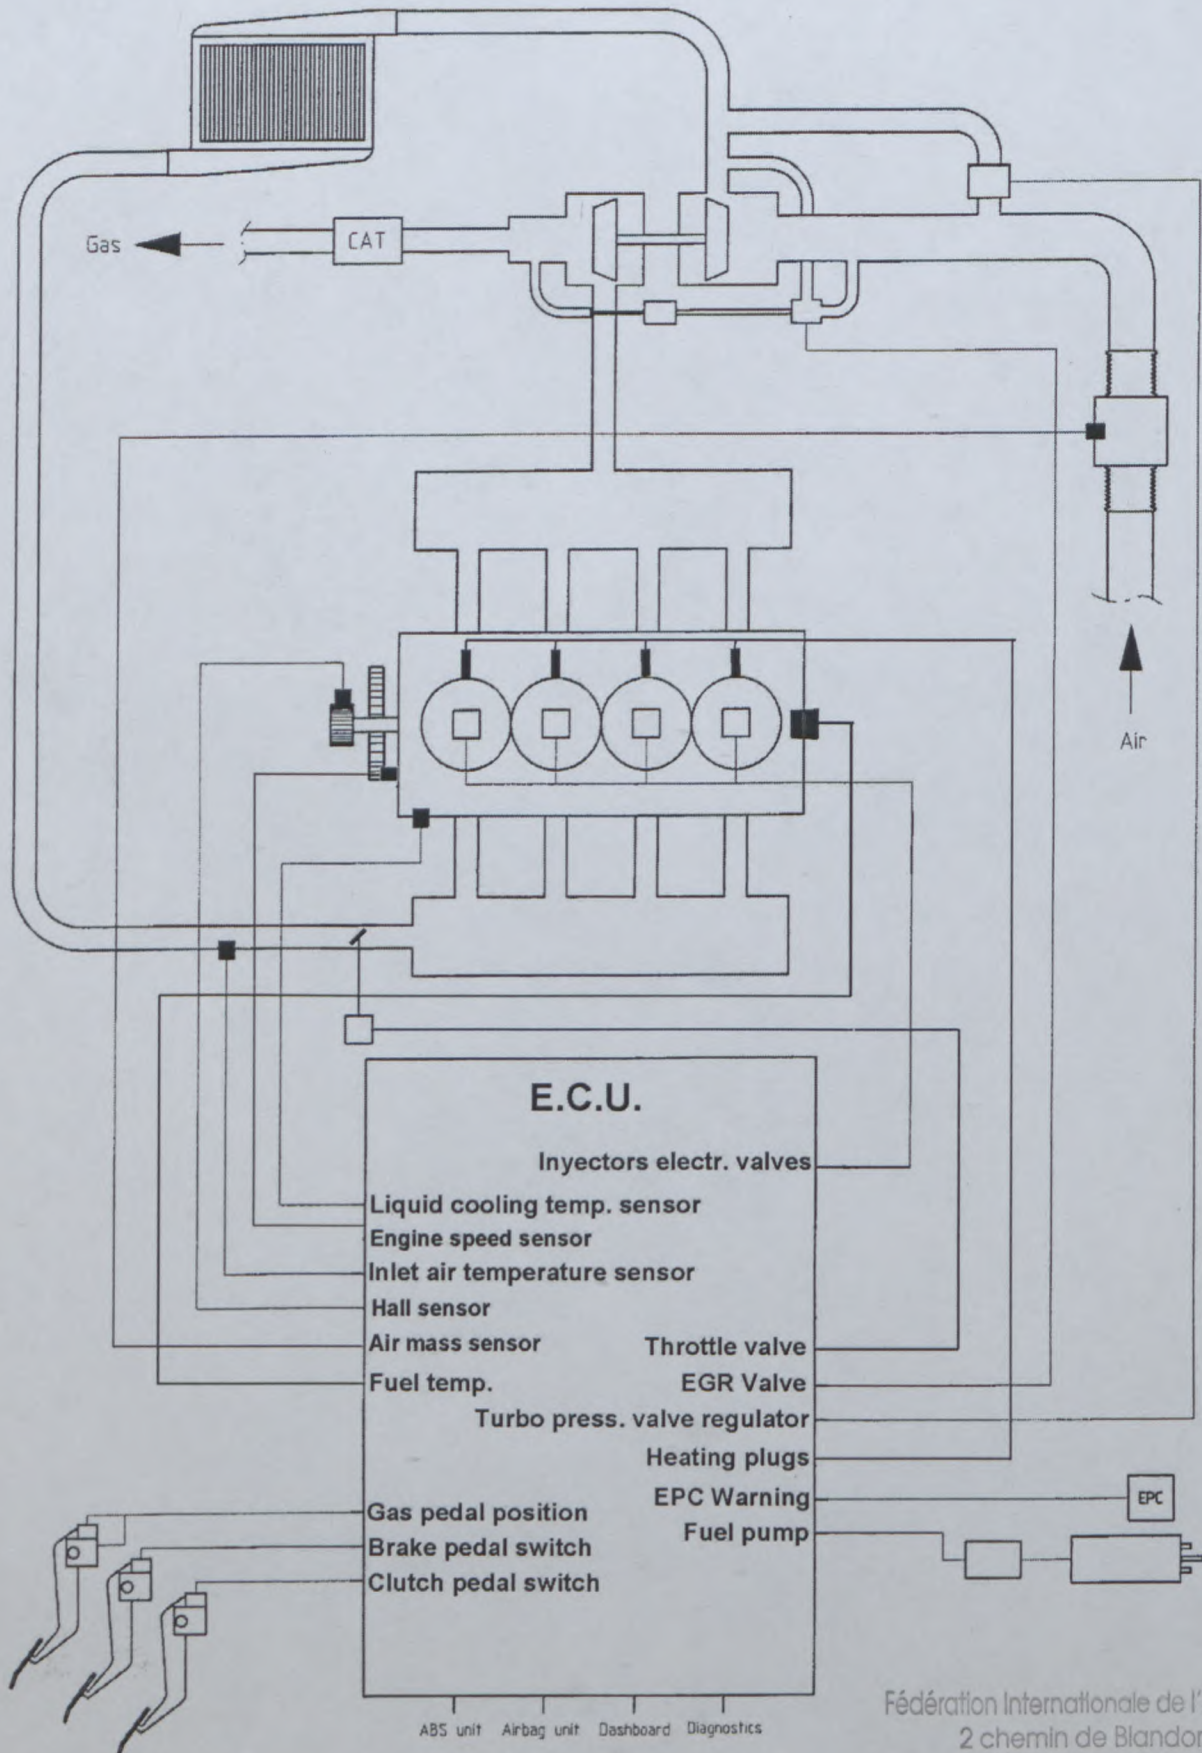 Gas
CAT
Air
E.C.U.
Inyectors electr. valves
Liquid cooling temp. sensor
Engine speed sensor
Inlet air temperature sensor
Hall sensor
Air mass sensor
Throttle valve
Fuel temp.
EGR Valve
Turbo press. valve regulator
Heating plugs
Gas pedal position
EPC Warning
EPC
Fuel pump
Brake pedal switch
Clutch pedal switch
ABS unit Airbag unit Dashboard Diagnostics
Fédération Internationale de l'
2 chemin de Blandon